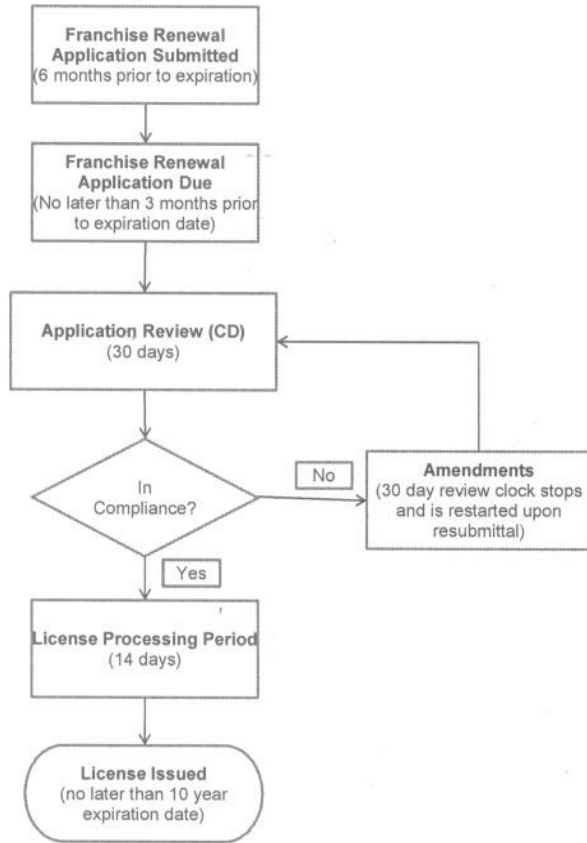 Franchise Renewal
Application Submitted
(6 months prior to expiration)
Franchise Renewal
Application Due
(No later than 3 months prior
to expiration date)
Application Review (CD)
(30 days)
In
Compliance?
No
Amendments
(30 day review clock stops
and is restarted upon
resubmittal)
Yes
License Processing Period
(14 days)
License Issued
(no later than 10 year
expiration date)